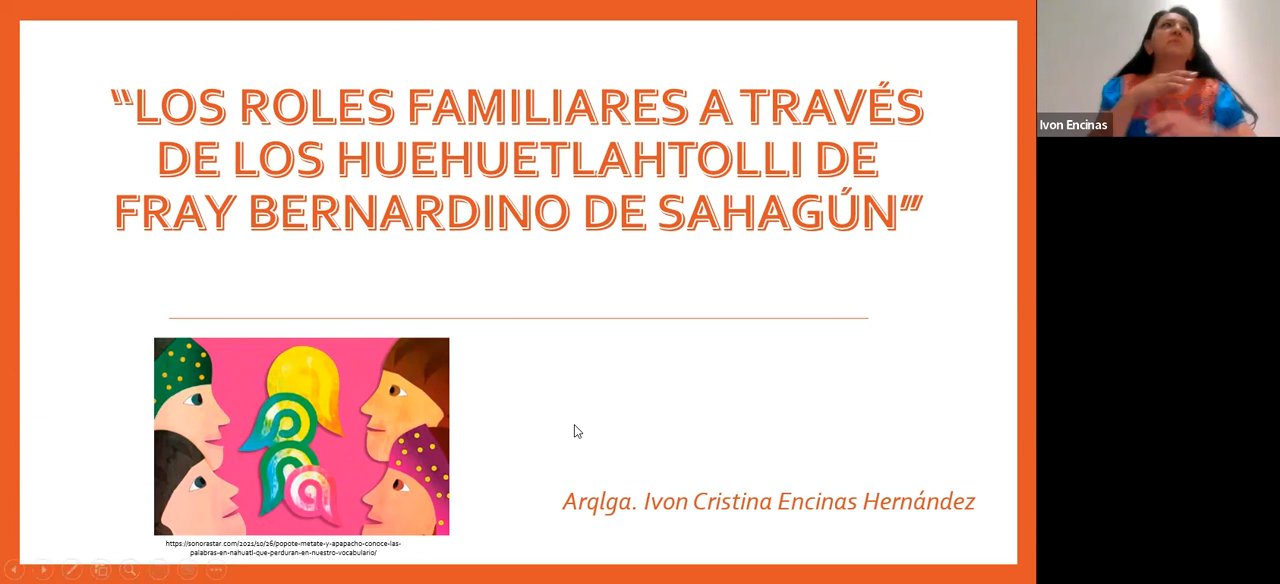 “LOS ROLES FAMILIARES A TRAVÉS
DE LOS HUEHUETLAHTOLLI DE
FRAY BERNARDINO DE SAHAGÚN”
Arqlga. Ivon Cristina Encinas Hernández
https://sonorastar.com/2021/10/26/popote-metate-y-apapacho-conoce-las-
palabras-en-nahuatl-que-perduran-en-nuestro-vocabulario/
Ivon Encinas